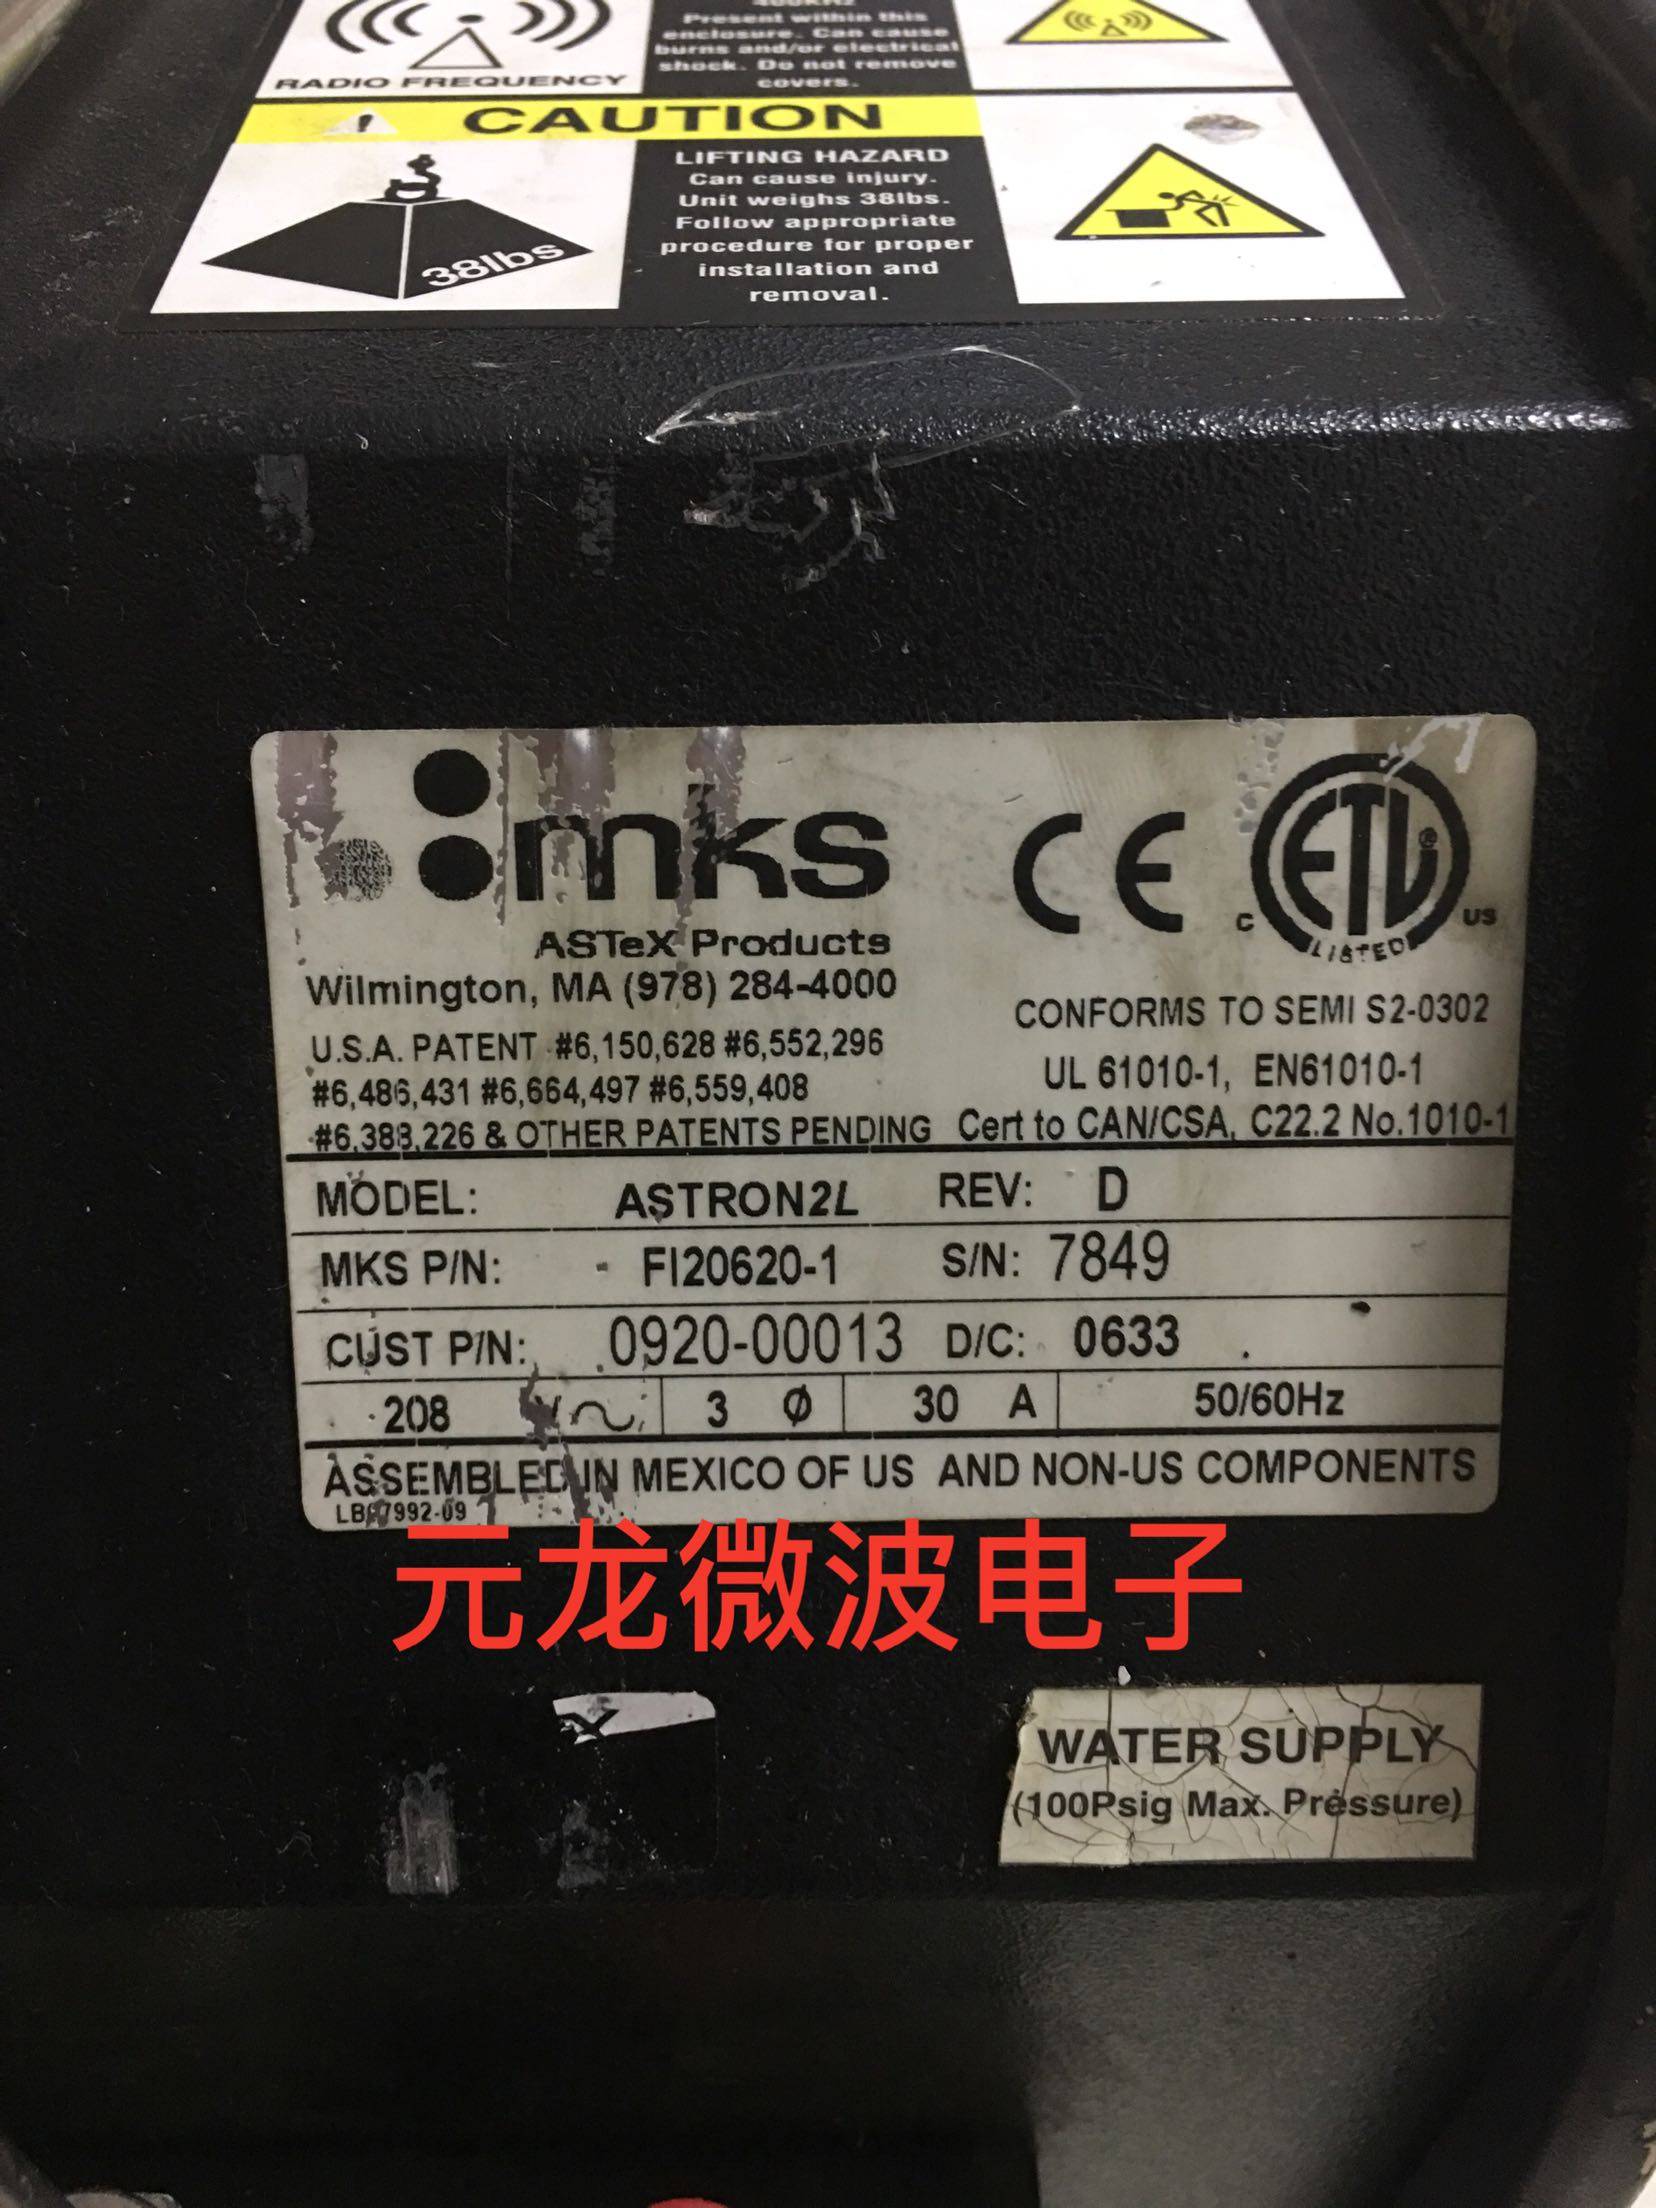 Present within this
enclosure. Can cause
burns and/or electrical
shock. Do not remove
covers.
RADIO FREQUENCY
CAUTION
LIFTING HAZARD
Can cause injury.
Unit weighs 38lbs.
Follow appropriate
procedure for proper
installation and
removal.
38lbs
mks
ASTeX Products
Wilmington, MA (978) 284-4000
U.S.A. PATENT #6,150,628 #6,552,296
#6,486,431 #6,664,497 #6,559,408
#6,388,226 & OTHER PATENTS PENDING
CE
ETL
C US
LISTED
CONFORMS TO SEMI S2-0302
UL 61010-1, EN61010-1
Cert to CAN/CSA, C22.2 No.1010-1
MODEL: ASTRON2L REV: D
MKS P/N: FI20620-1 S/N: 7849
CUST P/N: 0920-00013 D/C: 0633
208 V~ 3 Ø 30 A 50/60Hz
ASSEMBLED IN MEXICO OF US AND NON-US COMPONENTS
元龙微波电子
WATER SUPPLY
(100Psig Max. Pressure)